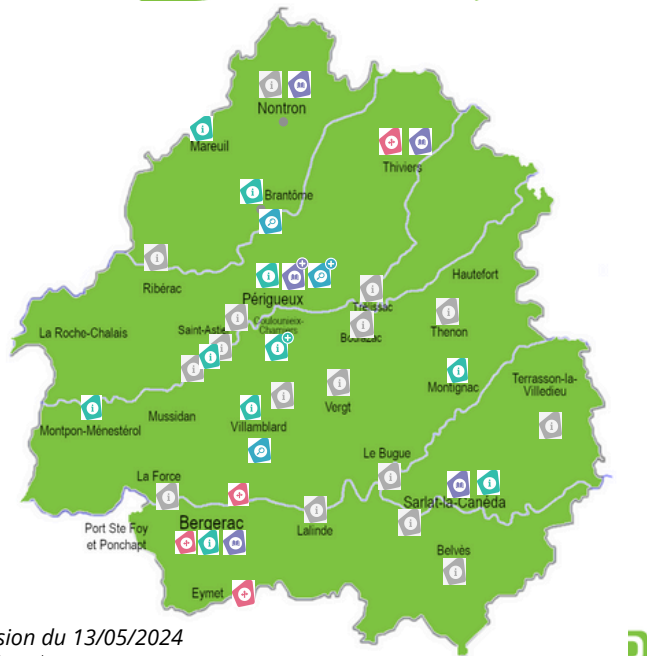 Nontron
Mareuil
Thiviers
Brantôme
Ribérac
Périgueux
Hautefort
La Roche-Chalais
Saint-Astie
Coulounieix-
Chamiers
Trélissac
Thenon
Montignac
Terrasson-la-
Villedieu
Montpon-Ménestérol
Mussidan
Villamblard
Vergt
La Force
Le Bugue
Sarlat-la-Canéda
Port Ste Foy
et Ponchapt
Bergerac
Lalinde
Belvès
Eymet
sion du 13/05/2024